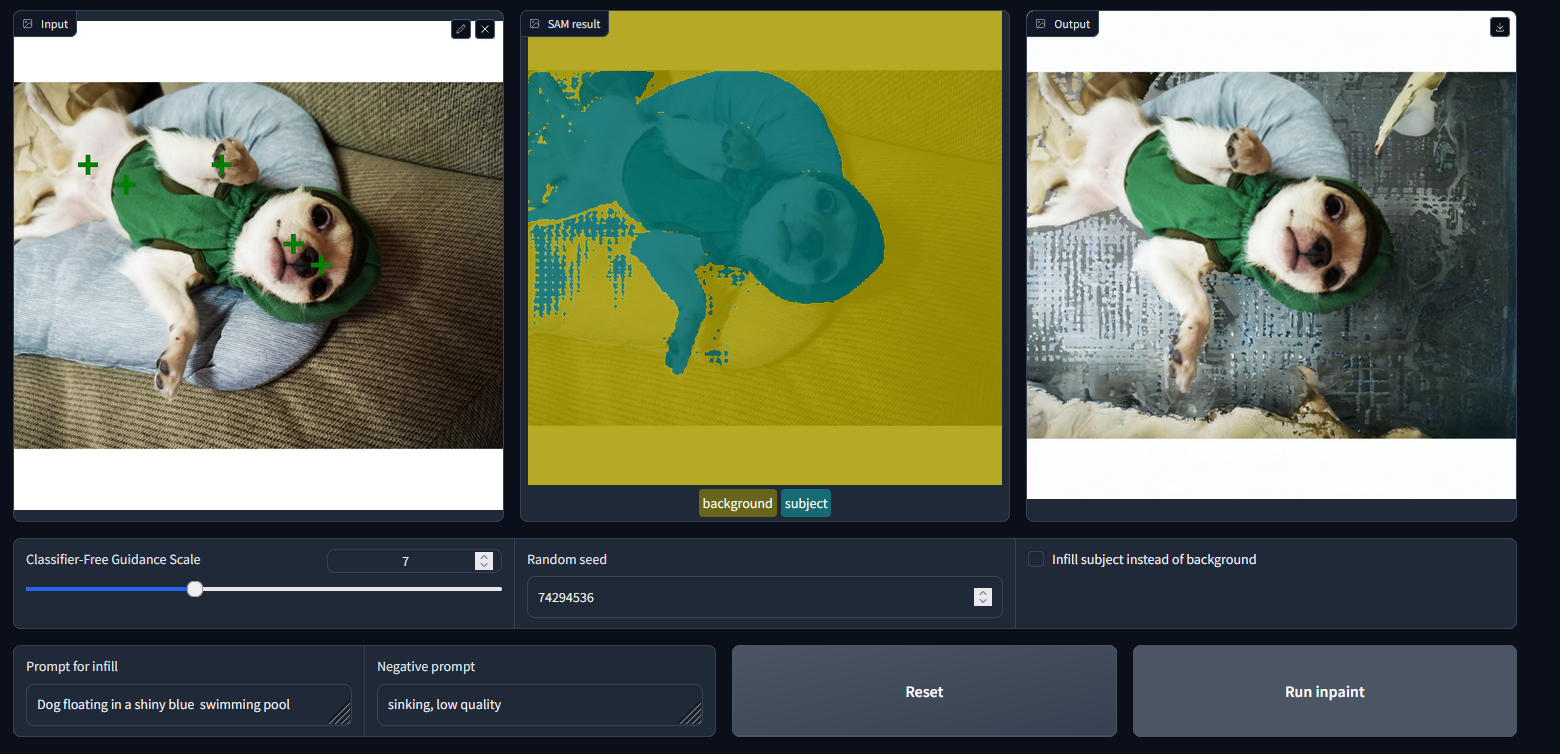 Input
SAM result
Output
background subject
Classifier-Free Guidance Scale
7
Random seed
74294536
Infill subject instead of background
Prompt for infill
Dog floating in a shiny blue  swimming pool
Negative prompt
sinking, low quality
Reset
Run inpaint